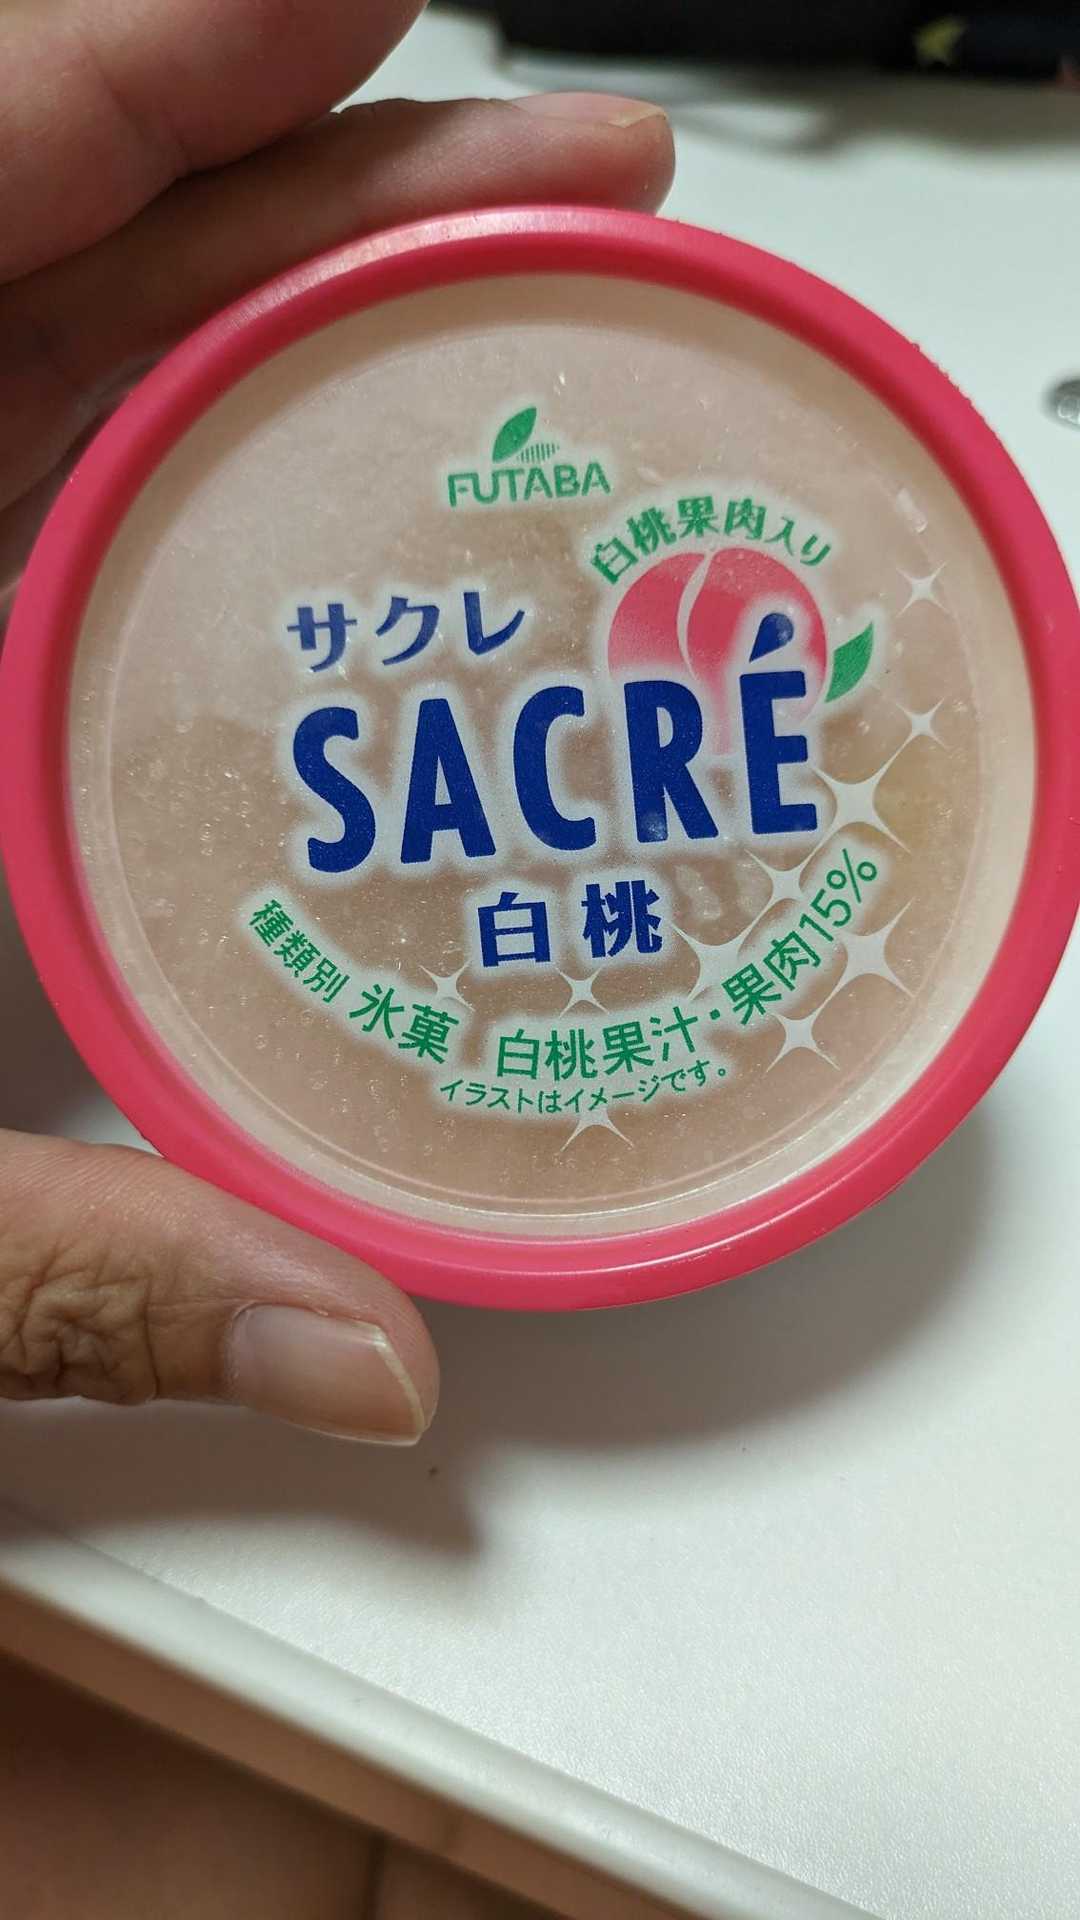 FUTABA
白桃果肉入り
サクレ
SACRÉ
白桃
種類別 氷菓 白桃果汁・果肉15%
イラストはイメージです。